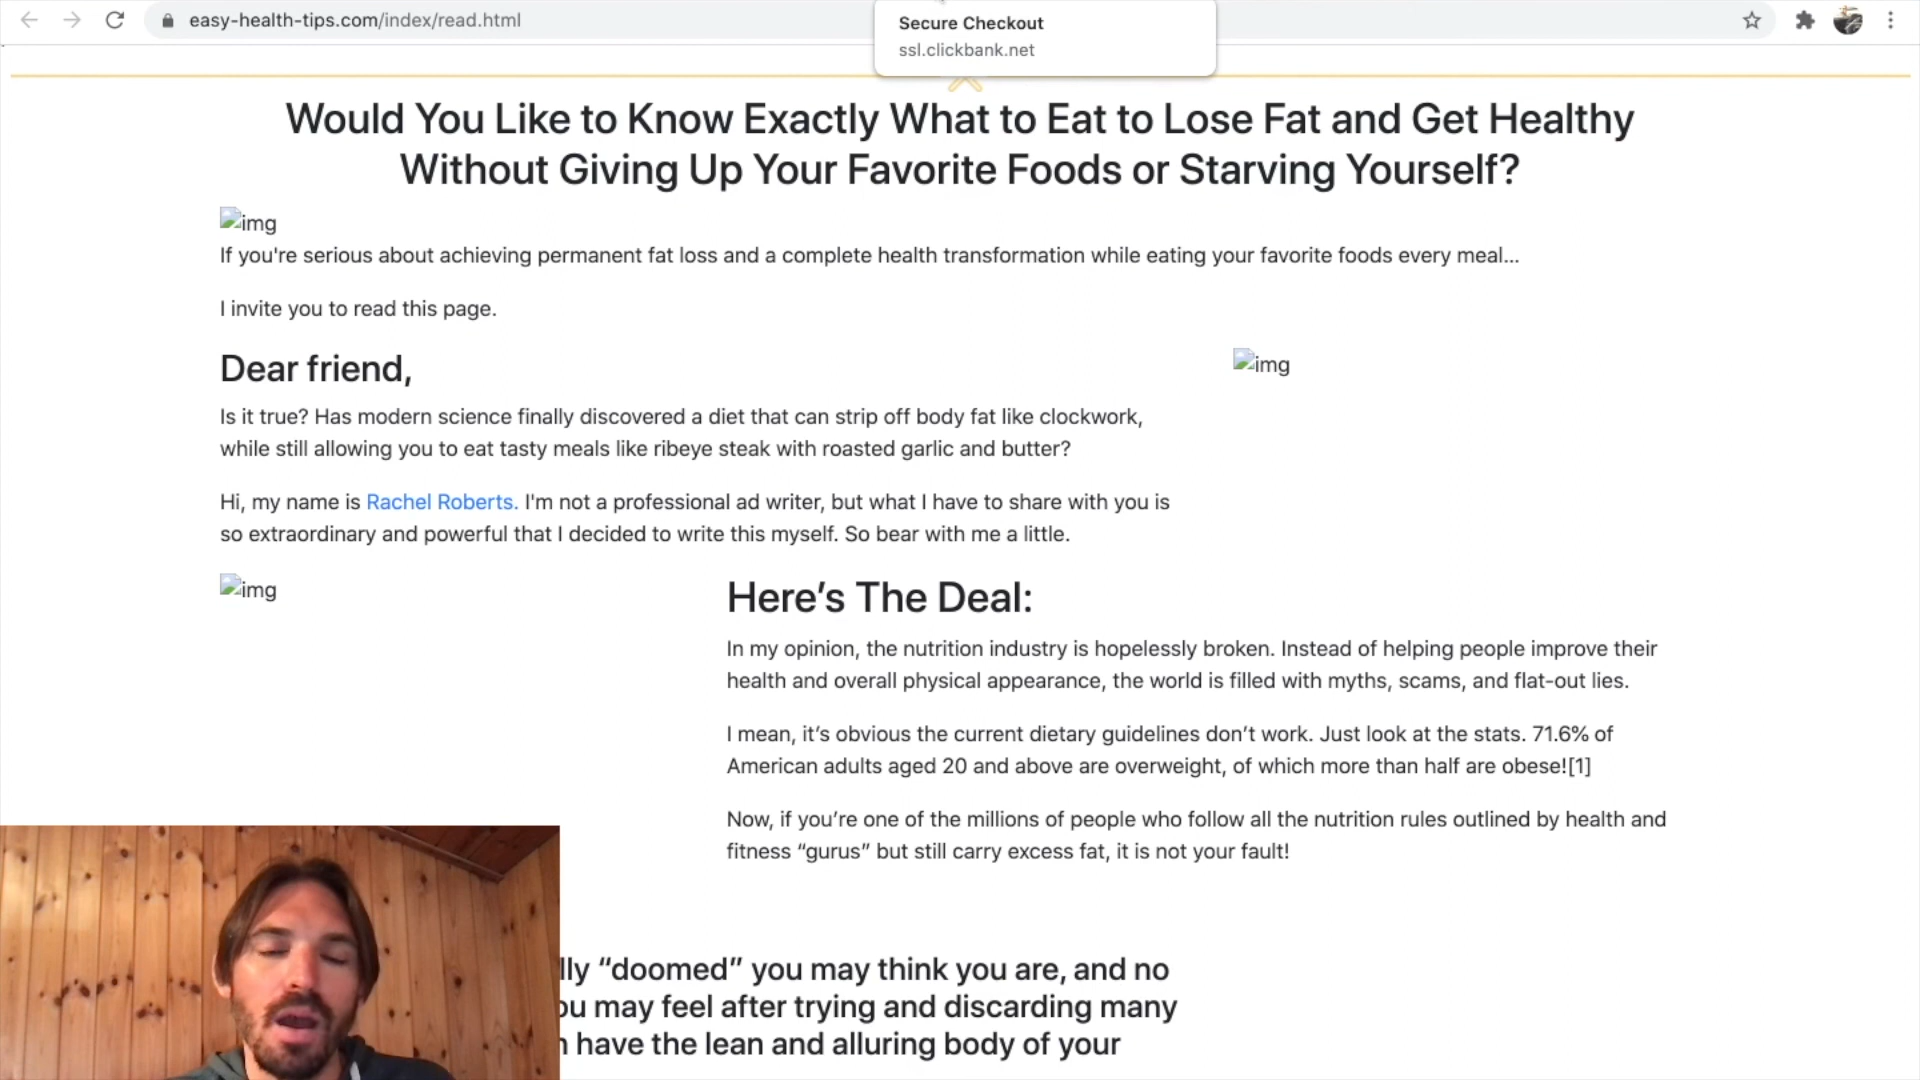 easy-health-tips.com/index/read.html
Secure Checkout
ssl.clickbank.net
Would You Like to Know Exactly What to Eat to Lose Fat and Get Healthy
Without Giving Up Your Favorite Foods or Starving Yourself?
img
If you're serious about achieving permanent fat loss and a complete health transformation while eating your favorite foods every meal...
I invite you to read this page.
Dear friend,
img
Is it true? Has modern science finally discovered a diet that can strip off body fat like clockwork,
while still allowing you to eat tasty meals like ribeye steak with roasted garlic and butter?
Hi, my name is Rachel Roberts. I'm not a professional ad writer, but what I have to share with you is
so extraordinary and powerful that I decided to write this myself. So bear with me a little.
img
Here’s The Deal:
In my opinion, the nutrition industry is hopelessly broken. Instead of helping people improve their
health and overall physical appearance, the world is filled with myths, scams, and flat-out lies.
I mean, it’s obvious the current dietary guidelines don’t work. Just look at the stats. 71.6% of
American adults aged 20 and above are overweight, of which more than half are obese![1]
Now, if you’re one of the millions of people who follow all the nutrition rules outlined by health and
fitness “gurus” but still carry excess fat, it is not your fault!
lly “doomed” you may think you are, and no
ou may feel after trying and discarding many
have the lean and alluring body of your